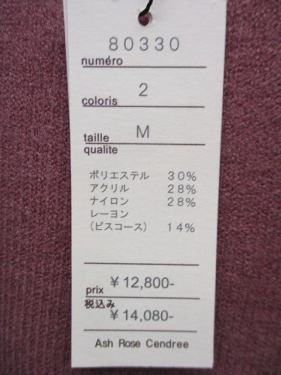 80330
numéro
2
coloris
M
taille
qualite
ポリエステル 30%
アクリル 28%
ナイロン 28%
レーヨン
(ビスコース) 14%
¥12,800-
prix
税込み
¥14,080-
Ash Rose Cendree